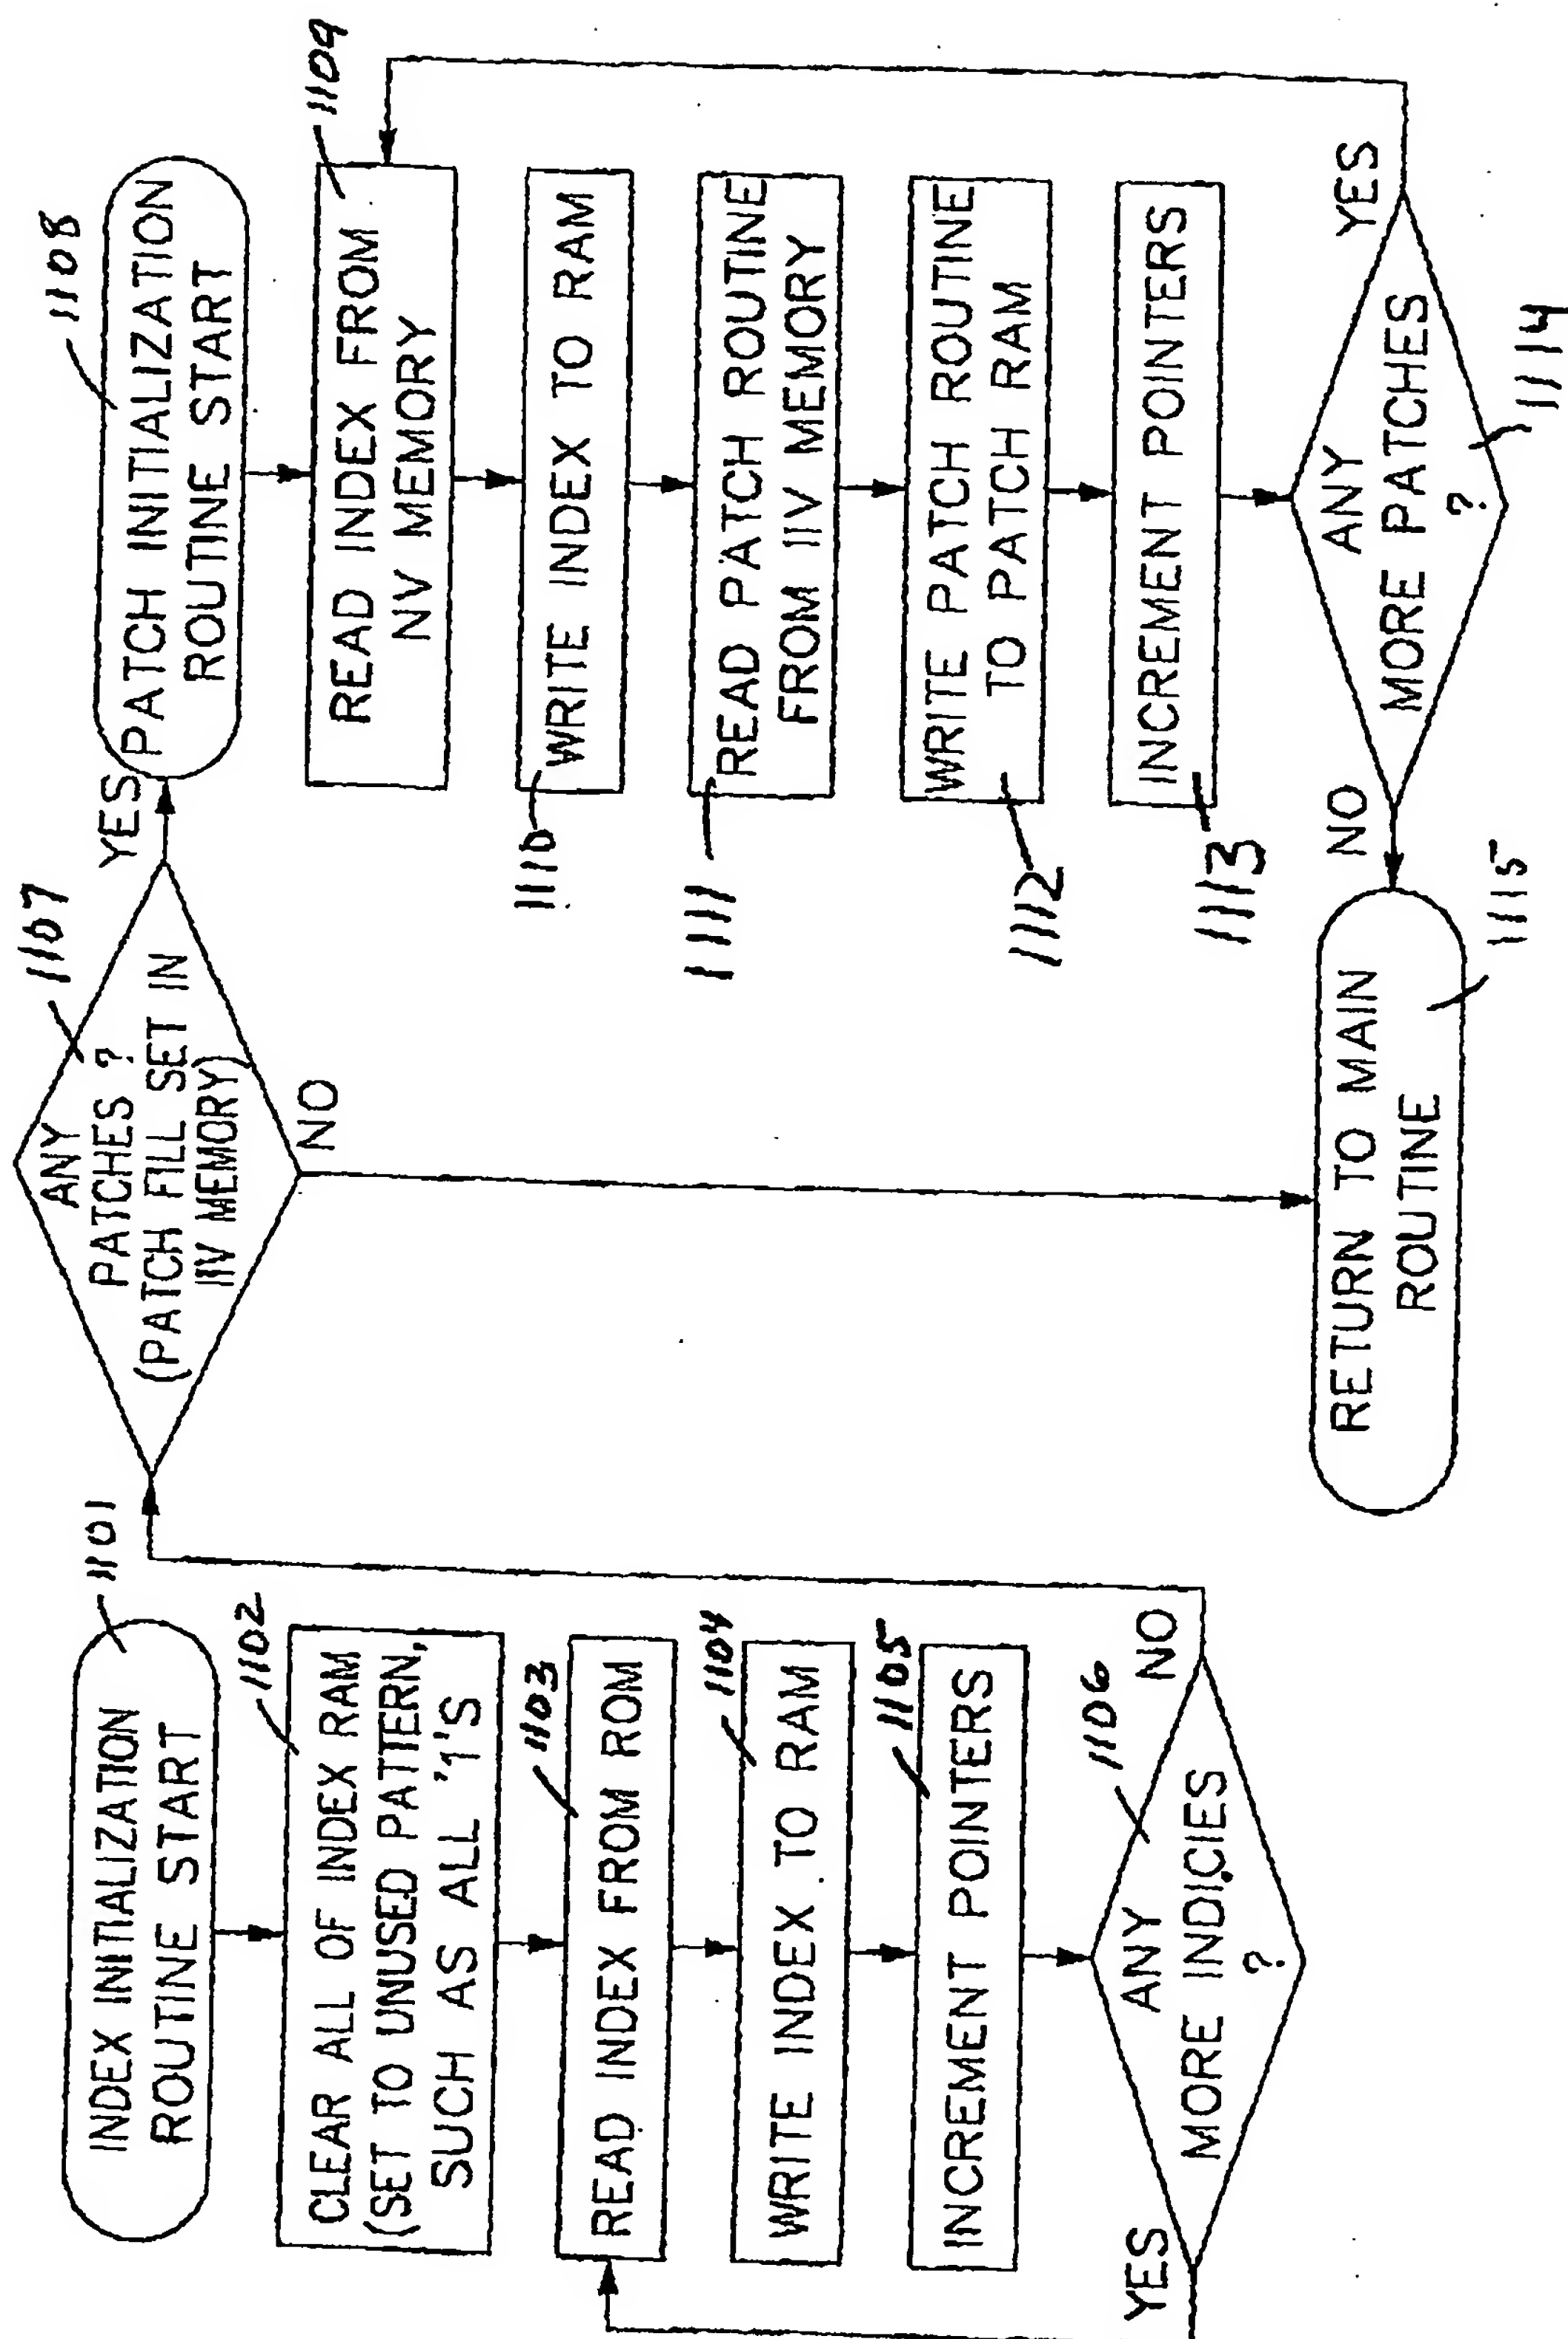 1101
INDEX INITIALIZATION
ROUTINE START
1102
CLEAR ALL OF INDEX RAM
(SET TO UNUSED PATTERN,
SUCH AS ALL "1'S
1103
READ INDEX FROM ROM
1104
WRITE INDEX TO RAM
1105
INCREMENT POINTERS
1106
ANY
MORE INDICIES
?
YES
NO
1107
ANY
PATCHES ?
(PATCH FILL SET IN
IIV MEMORY)
YES
NO
1108
PATCH INITIALIZATION
ROUTINE START
1109
READ INDEX FROM
NV MEMORY
1110
WRITE INDEX TO RAM
1111
READ PATCH ROUTINE
FROM IIV MEMORY
1112
WRITE PATCH ROUTINE
TO PATCH RAM
1113
INCREMENT POINTERS
1114
ANY
MORE PATCHES
?
YES
NO
1115
RETURN TO MAIN
ROUTINE